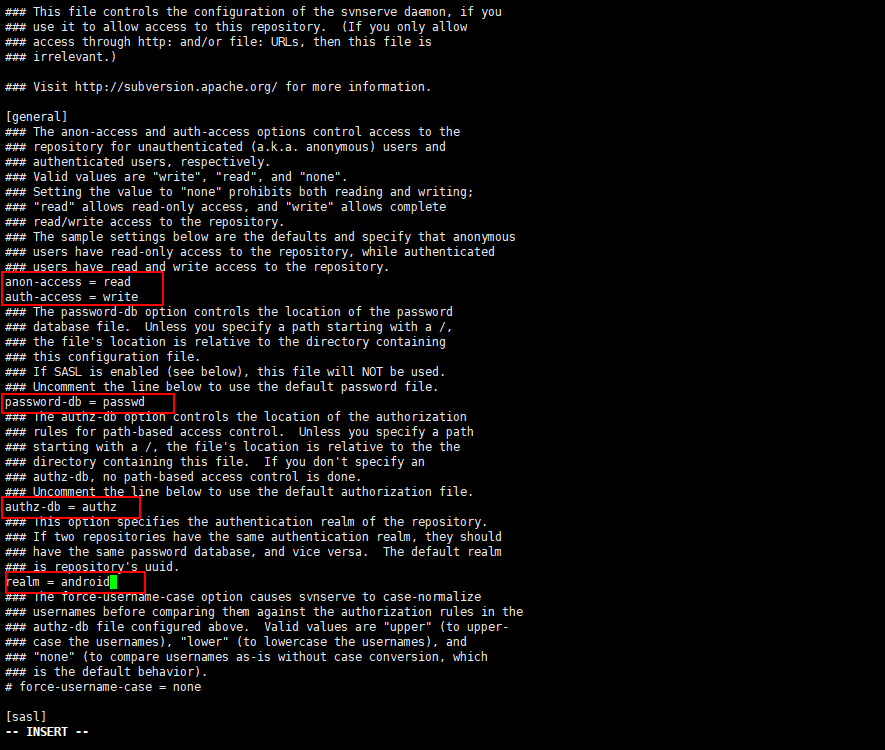 ### This file controls the configuration of the svnserve daemon, if you
### use it to allow access to this repository.  (If you only allow
### access through http: and/or file: URLs, then this file is
### irrelevant.)

### Visit http://subversion.apache.org/ for more information.

[general]
### The anon-access and auth-access options control access to the
### repository for unauthenticated (a.k.a. anonymous) users and
### authenticated users, respectively.
### Valid values are "write", "read", and "none".
### Setting the value to "none" prohibits both reading and writing;
### "read" allows read-only access, and "write" allows complete
### read/write access to the repository.
### The sample settings below are the defaults and specify that anonymous
### users have read-only access to the repository, while authenticated
### users have read and write access to the repository.
anon-access = read
auth-access = write
### The password-db option controls the location of the password
### database file.  Unless you specify a path starting with a /,
### the file's location is relative to the directory containing
### this configuration file.
### If SASL is enabled (see below), this file will NOT be used.
### Uncomment the line below to use the default password file.
password-db = passwd
### The authz-db option controls the location of the authorization
### rules for path-based access control.  Unless you specify a path
### starting with a /, the file's location is relative to the the
### directory containing this file.  If you don't specify an
### authz-db, no path-based access control is done.
### Uncomment the line below to use the default authorization file.
authz-db = authz
### This option specifies the authentication realm of the repository.
### If two repositories have the same authentication realm, they should
### have the same password database, and vice versa.  The default realm
### is repository's uuid.
realm = android
### The force-username-case option causes svnserve to case-normalize
### usernames before comparing them against the authorization rules in the
### authz-db file configured above.  Valid values are "upper" (to upper-
### case the usernames), "lower" (to lowercase the usernames), and
### "none" (to compare usernames as-is without case conversion, which
### is the default behavior).
# force-username-case = none

[sasl]
-- INSERT --